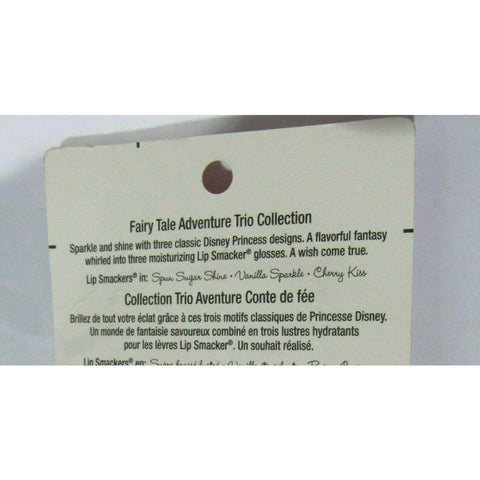 Fairy Tale Adventure Trio Collection
Sparkle and shine with three classic Disney Princess designs. A flavorful fantasy
whirled into three moisturizing Lip Smacker® glosses. A wish come true.
Lip Smackers® in: Spun Sugar Shine • Vanilla Sparkle • Cherry Kiss
Collection Trio Aventure Conte de fée
Brillez de tout votre éclat grâce à ces trois motifs classiques de Princesse Disney.
Un monde de fantaisie savoureux combiné en trois lustres hydratants
pour les lèvres Lip Smacker®. Un souhait réalisé.
Lip Smackers® en: